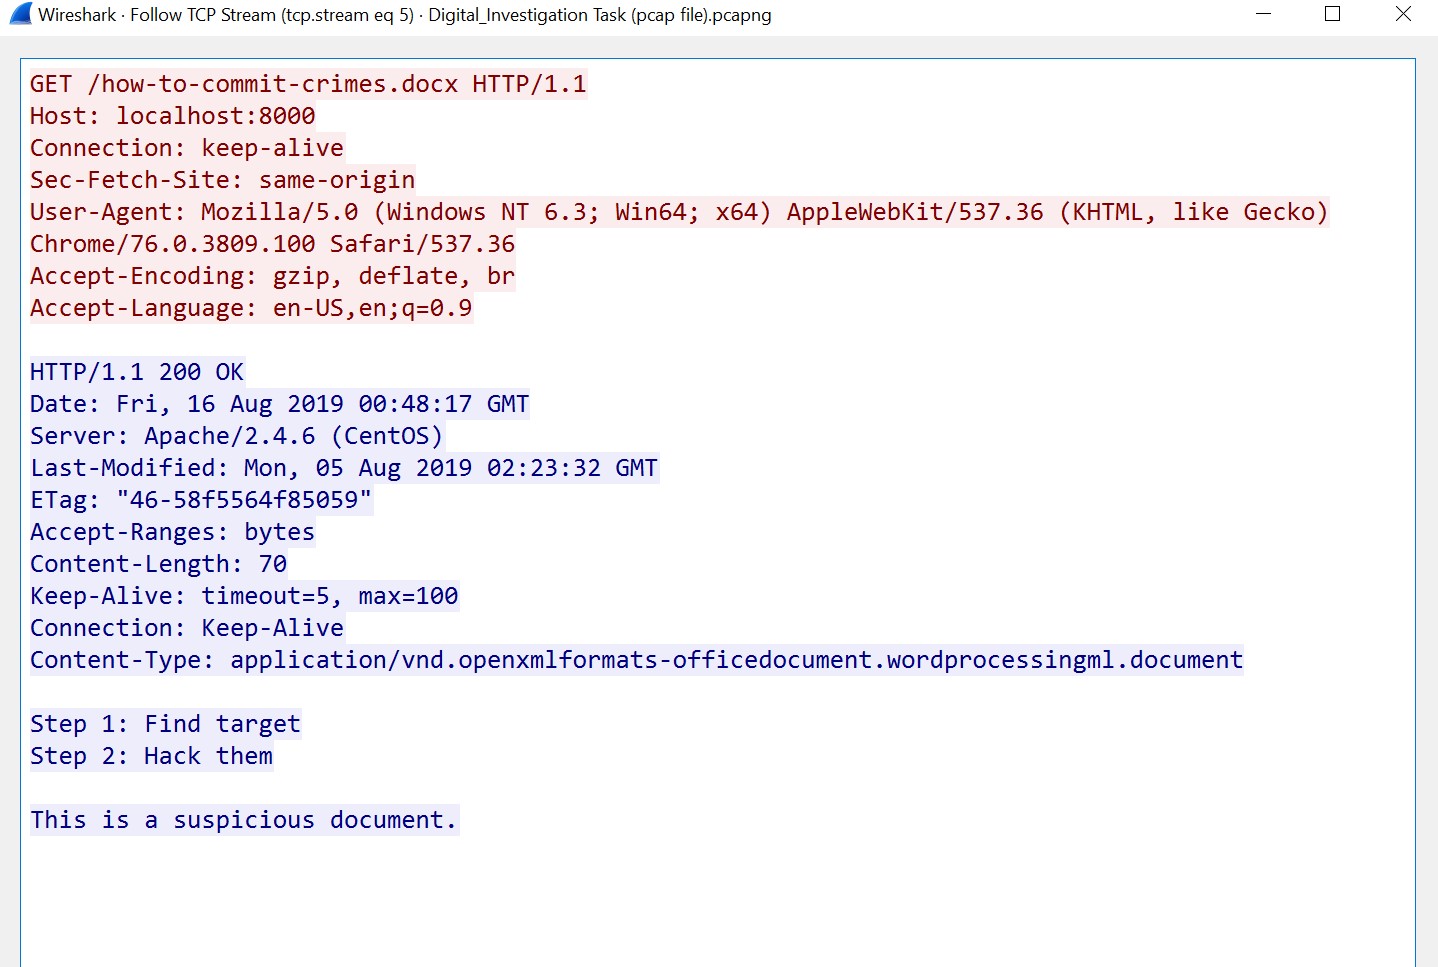 Wireshark · Follow TCP Stream (tcp.stream eq 5) · Digital_Investigation Task (pcap file).pcapng
GET /how-to-commit-crimes.docx HTTP/1.1
Host: localhost:8000
Connection: keep-alive
Sec-Fetch-Site: same-origin
User-Agent: Mozilla/5.0 (Windows NT 6.3; Win64; x64) AppleWebKit/537.36 (KHTML, like Gecko)
Chrome/76.0.3809.100 Safari/537.36
Accept-Encoding: gzip, deflate, br
Accept-Language: en-US,en;q=0.9
HTTP/1.1 200 OK
Date: Fri, 16 Aug 2019 00:48:17 GMT
Server: Apache/2.4.6 (CentOS)
Last-Modified: Mon, 05 Aug 2019 02:23:32 GMT
ETag: "46-58f5564f85059"
Accept-Ranges: bytes
Content-Length: 70
Keep-Alive: timeout=5, max=100
Connection: Keep-Alive
Content-Type: application/vnd.openxmlformats-officedocument.wordprocessingml.document
Step 1: Find target
Step 2: Hack them
This is a suspicious document.